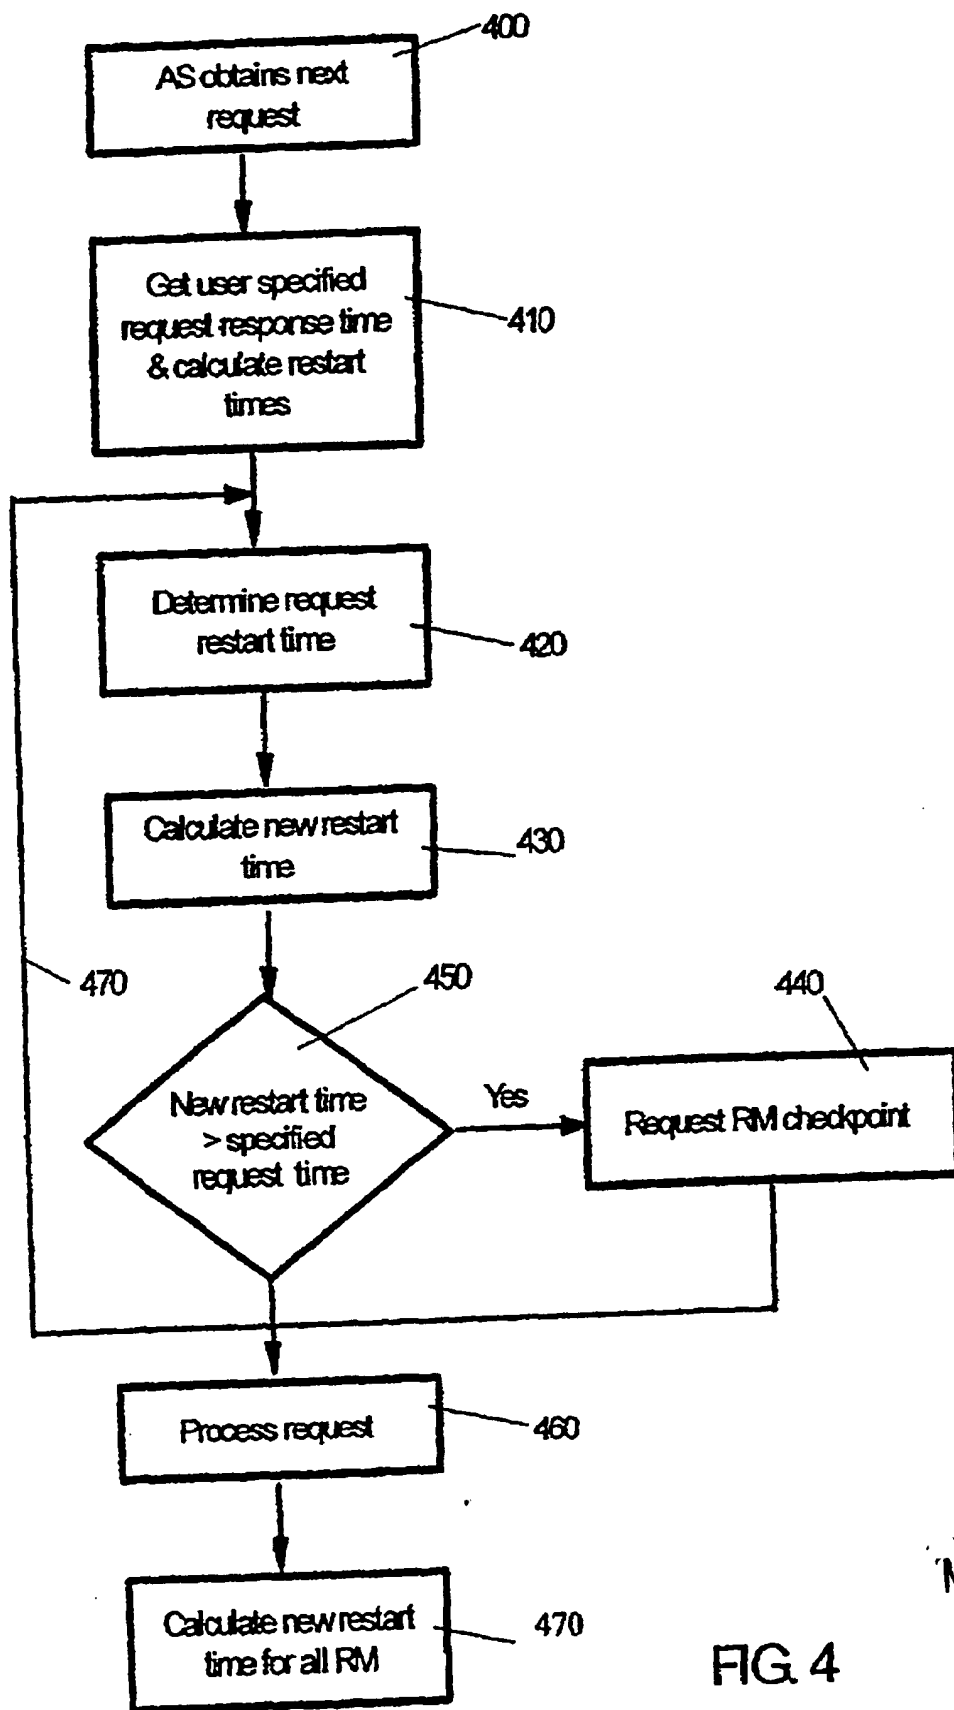 400
AS obtains next
request
Get user specified
request-response time
& calculate restart
times
410
Determine request
restart time
420
Calculate new restart
time
430
470
450
440
New restart time
> specified
request time
Yes
Request RM checkpoint
Process request
460
Calculate new restart
time for all RM
470
FIG. 4